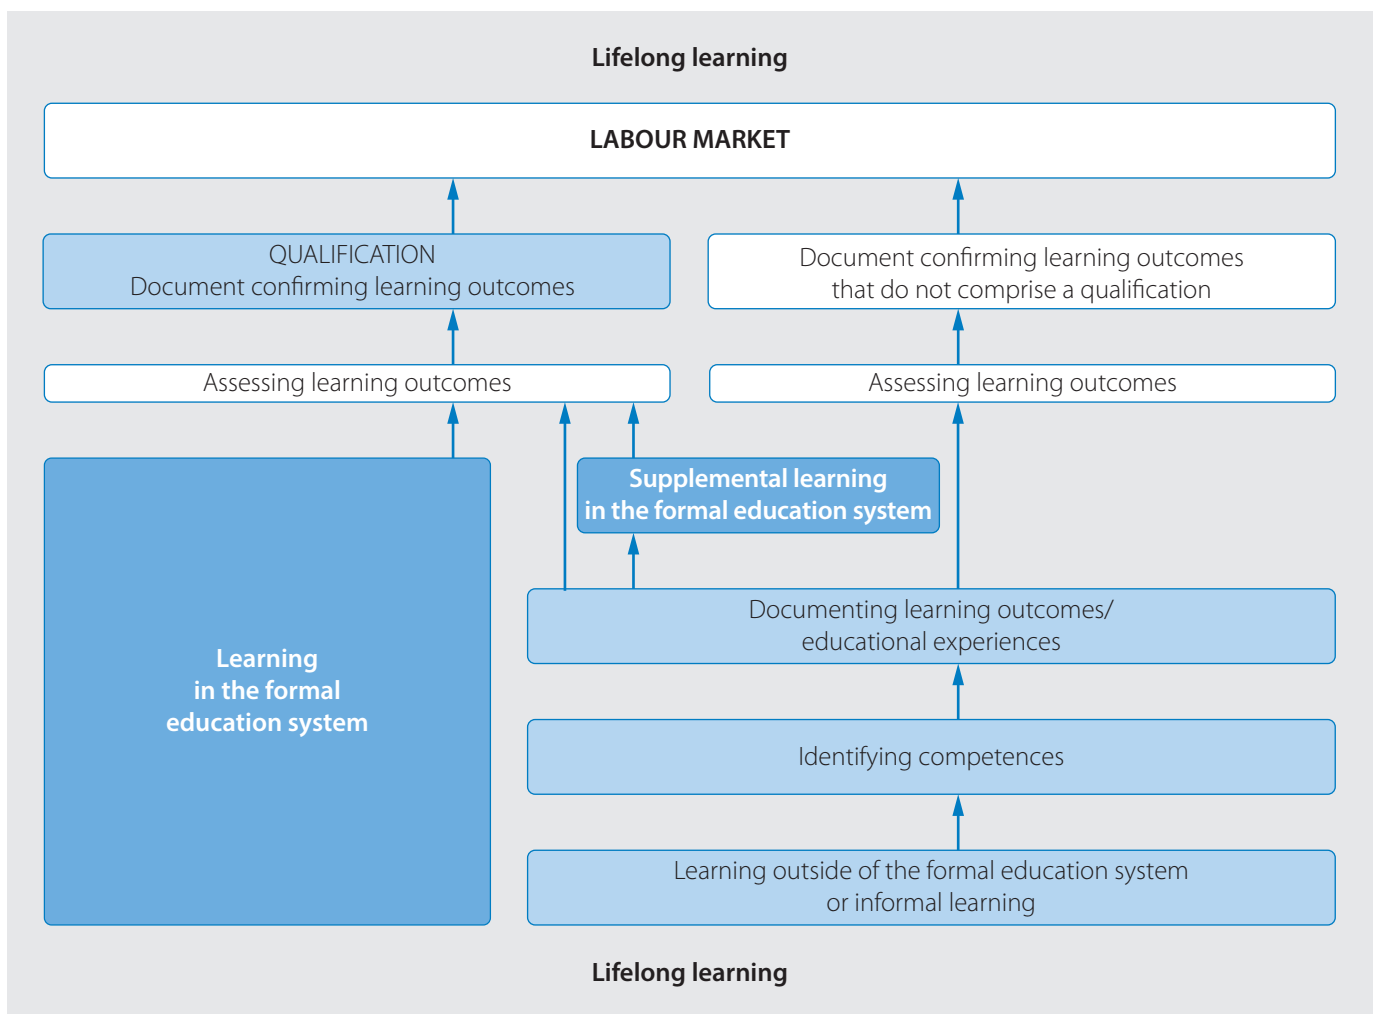 Lifelong learning
LABOUR MARKET
QUALIFICATION
Document confirming learning outcomes
Document confirming learning outcomes
that do not comprise a qualification
Assessing learning outcomes
Assessing learning outcomes
Supplemental learning
in the formal education system
Learning
in the formal
education system
Documenting learning outcomes/
educational experiences
Identifying competences
Learning outside of the formal education system
or informal learning
Lifelong learning